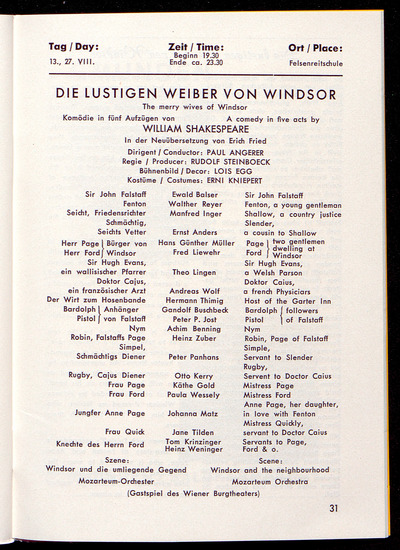 Tag / Day: Zeit / Time: Ort / Place:
Beginn 19.30
13., 27. VIII. Ende ca. 23.30 Felsenreitschule
DIE LUSTIGEN WEIBER VON WINDSOR
The merry wives of Windsor
Komödie in fünf Aufzügen von A comedy in five acts by
WILLIAM SHAKESPEARE
In der Neuübersetzung von Erich Fried
Dirigent / Conductor: PAUL ANGERER
Regie / Producer: RUDOLF STEINBOECK
Bühnenbild / Decor: LOIS EGG
Kostüme / Costumes: ERNI KNIEPERT
Sir John Falstaff Ewald Balser Sir John Falstaff
Fenton Walther Reyer Fenton, a young gentleman
Seicht, Friedensrichter Manfred Inger Shallow, a country justice
Schmächtig, Slender,
Seichts Vetter Ernst Anders a cousin to Shallow
Herr Page } Bürger von Hans Günther Müller Page } two gentlemen
Herr Ford } Windsor Fred Liewehr Ford } dwelling at Windsor
Sir Hugh Evans, Sir Hugh Evans,
ein wallisischer Pfarrer Theo Lingen a Welsh Parson
Doktor Cajus, Doktor Caius,
ein französischer Arzt Andreas Wolf a french Physiciars
Der Wirt zum Hosenbande Hermann Thimig Host of the Garter Inn
Bardolph } Anhänger Gandolf Buschbeck Bardolph } followers
Pistol } von Falstaff Peter P. Jost Pistol } of Falstaff
Nym Achim Benning Nym
Robin, Falstaffs Page Heinz Zuber Robin, Page of Falstaff
Simpel, Simple,
Schmächtigs Diener Peter Panhans Servant to Slender
Rugby,
Rugby, Cajus Diener Otto Kerry Servent to Doctor Caius
Frau Page Käthe Gold Mistress Page
Frau Ford Paula Wessely Mistress Ford
Anne Page, her daughter,
Jungfer Anne Page Johanna Matz in love with Fenton
Mistress Quickly,
Frau Quick Jane Tilden servant to Doctor Caius
Knechte des Herrn Ford Tom Krinzinger Servants to Page,
Heinz Weninger Ford & o.
Szene: Scene:
Windsor und die umliegende Gegend Windsor and the neighbourhood
Mozarteum-Orchester Mozarteum Orchestra
(Gastspiel des Wiener Burgtheaters)
31